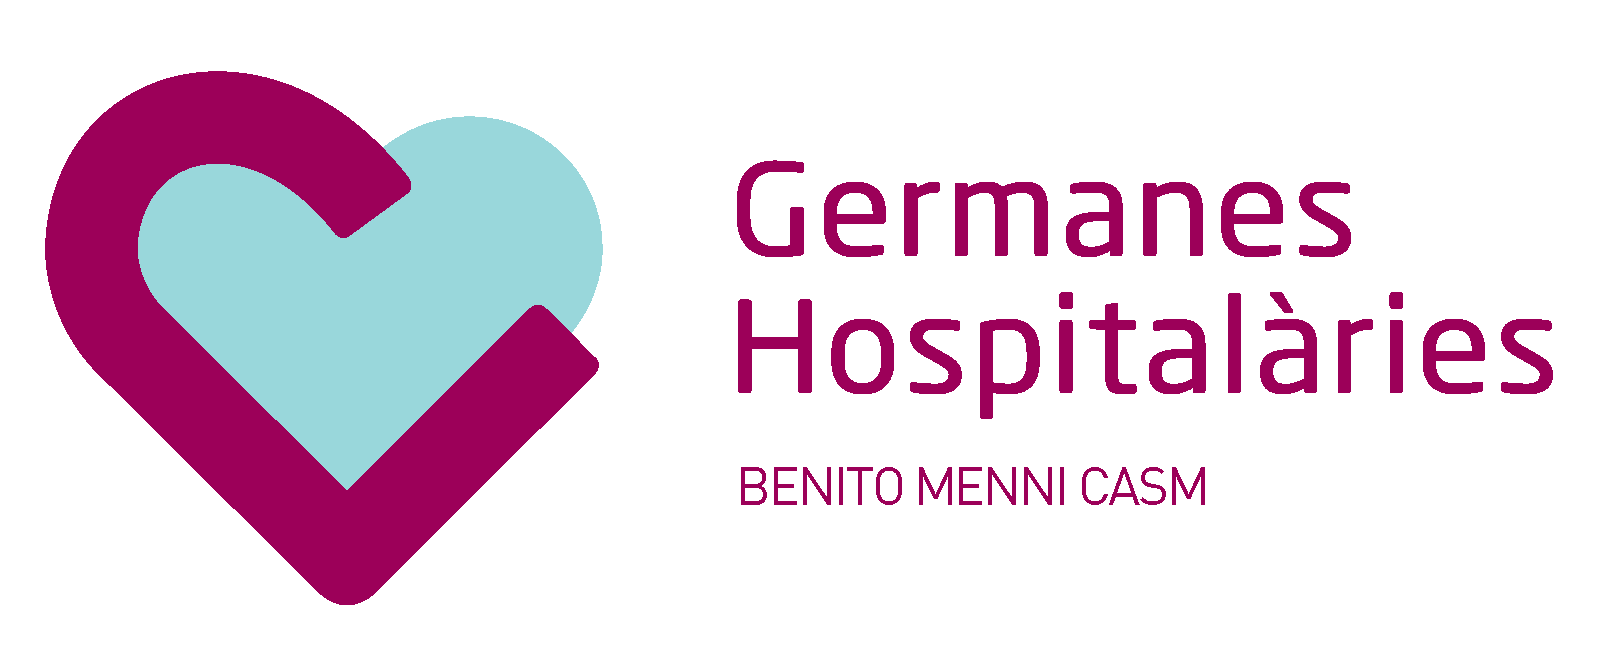 Germanes
Hospitalàries
BENITO MENNI CASM